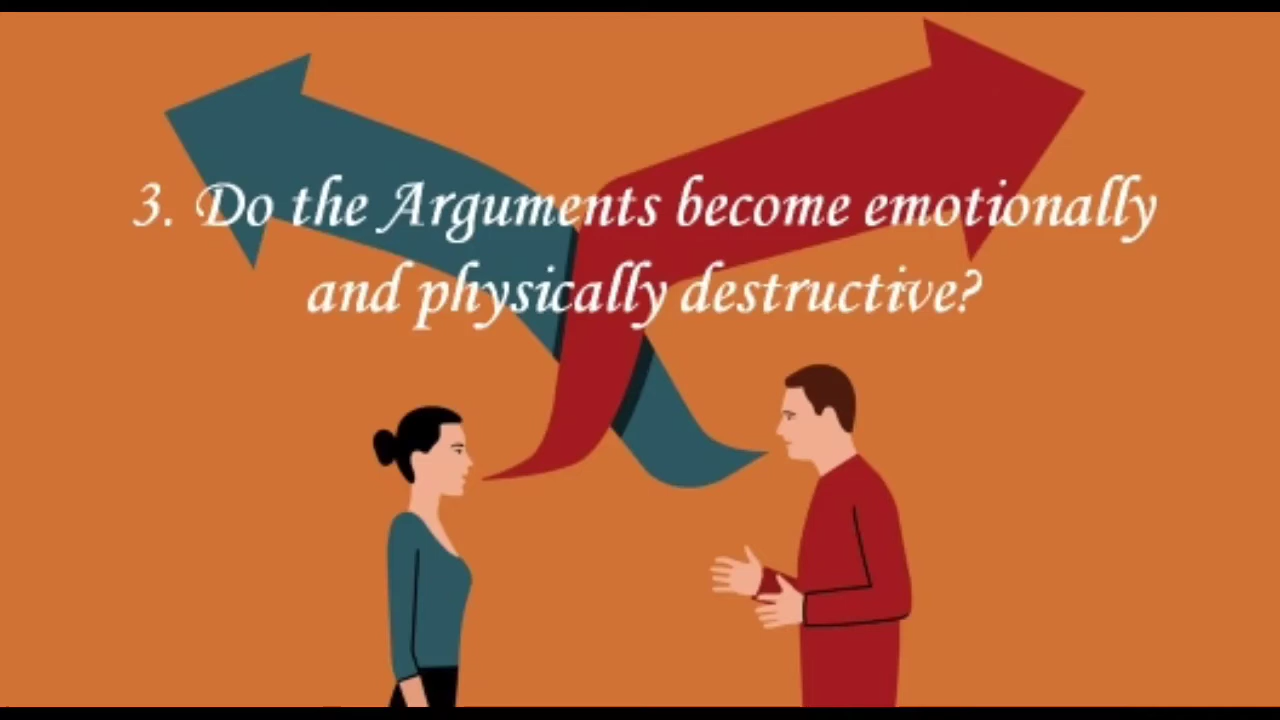 3. Do the Arguments become emotionally
and physically destructive?